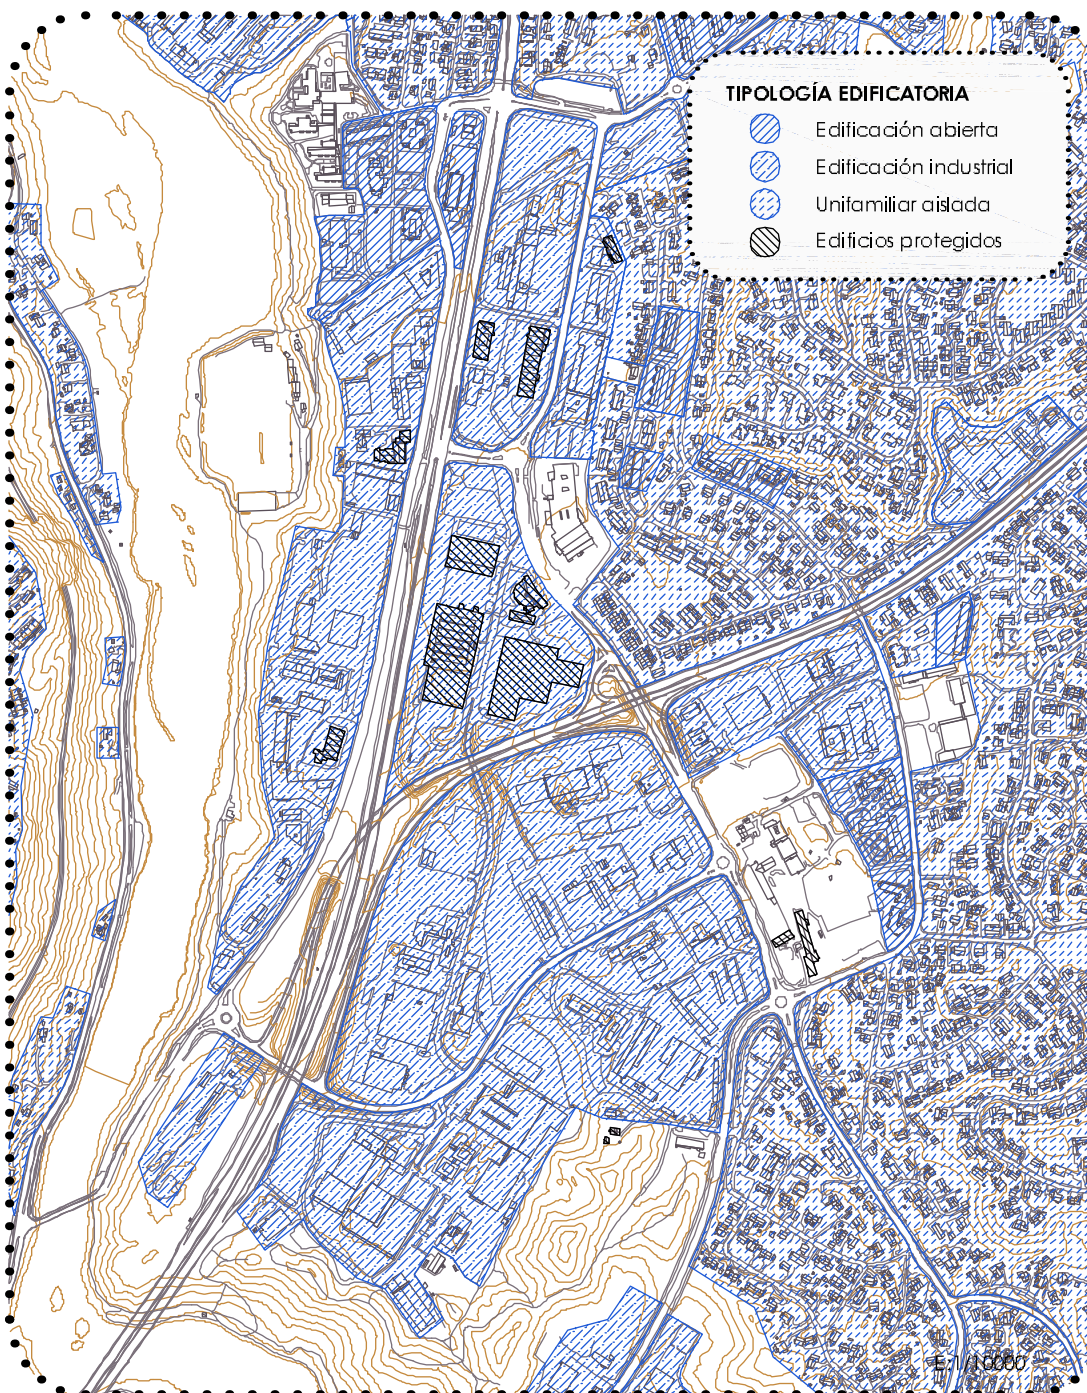 TIPOLOGÍA EDIFICATORIA
Edificación abierta
Edificación industrial
Unifamiliar aislada
Edificios protegidos
E:1/10000